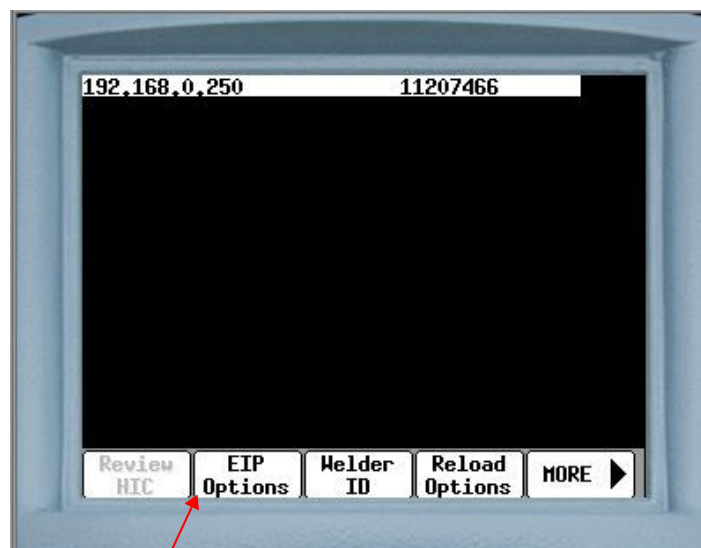 192.168.0.250 11207466
Review HIC
EIP Options
Welder ID
Reload Options
MORE